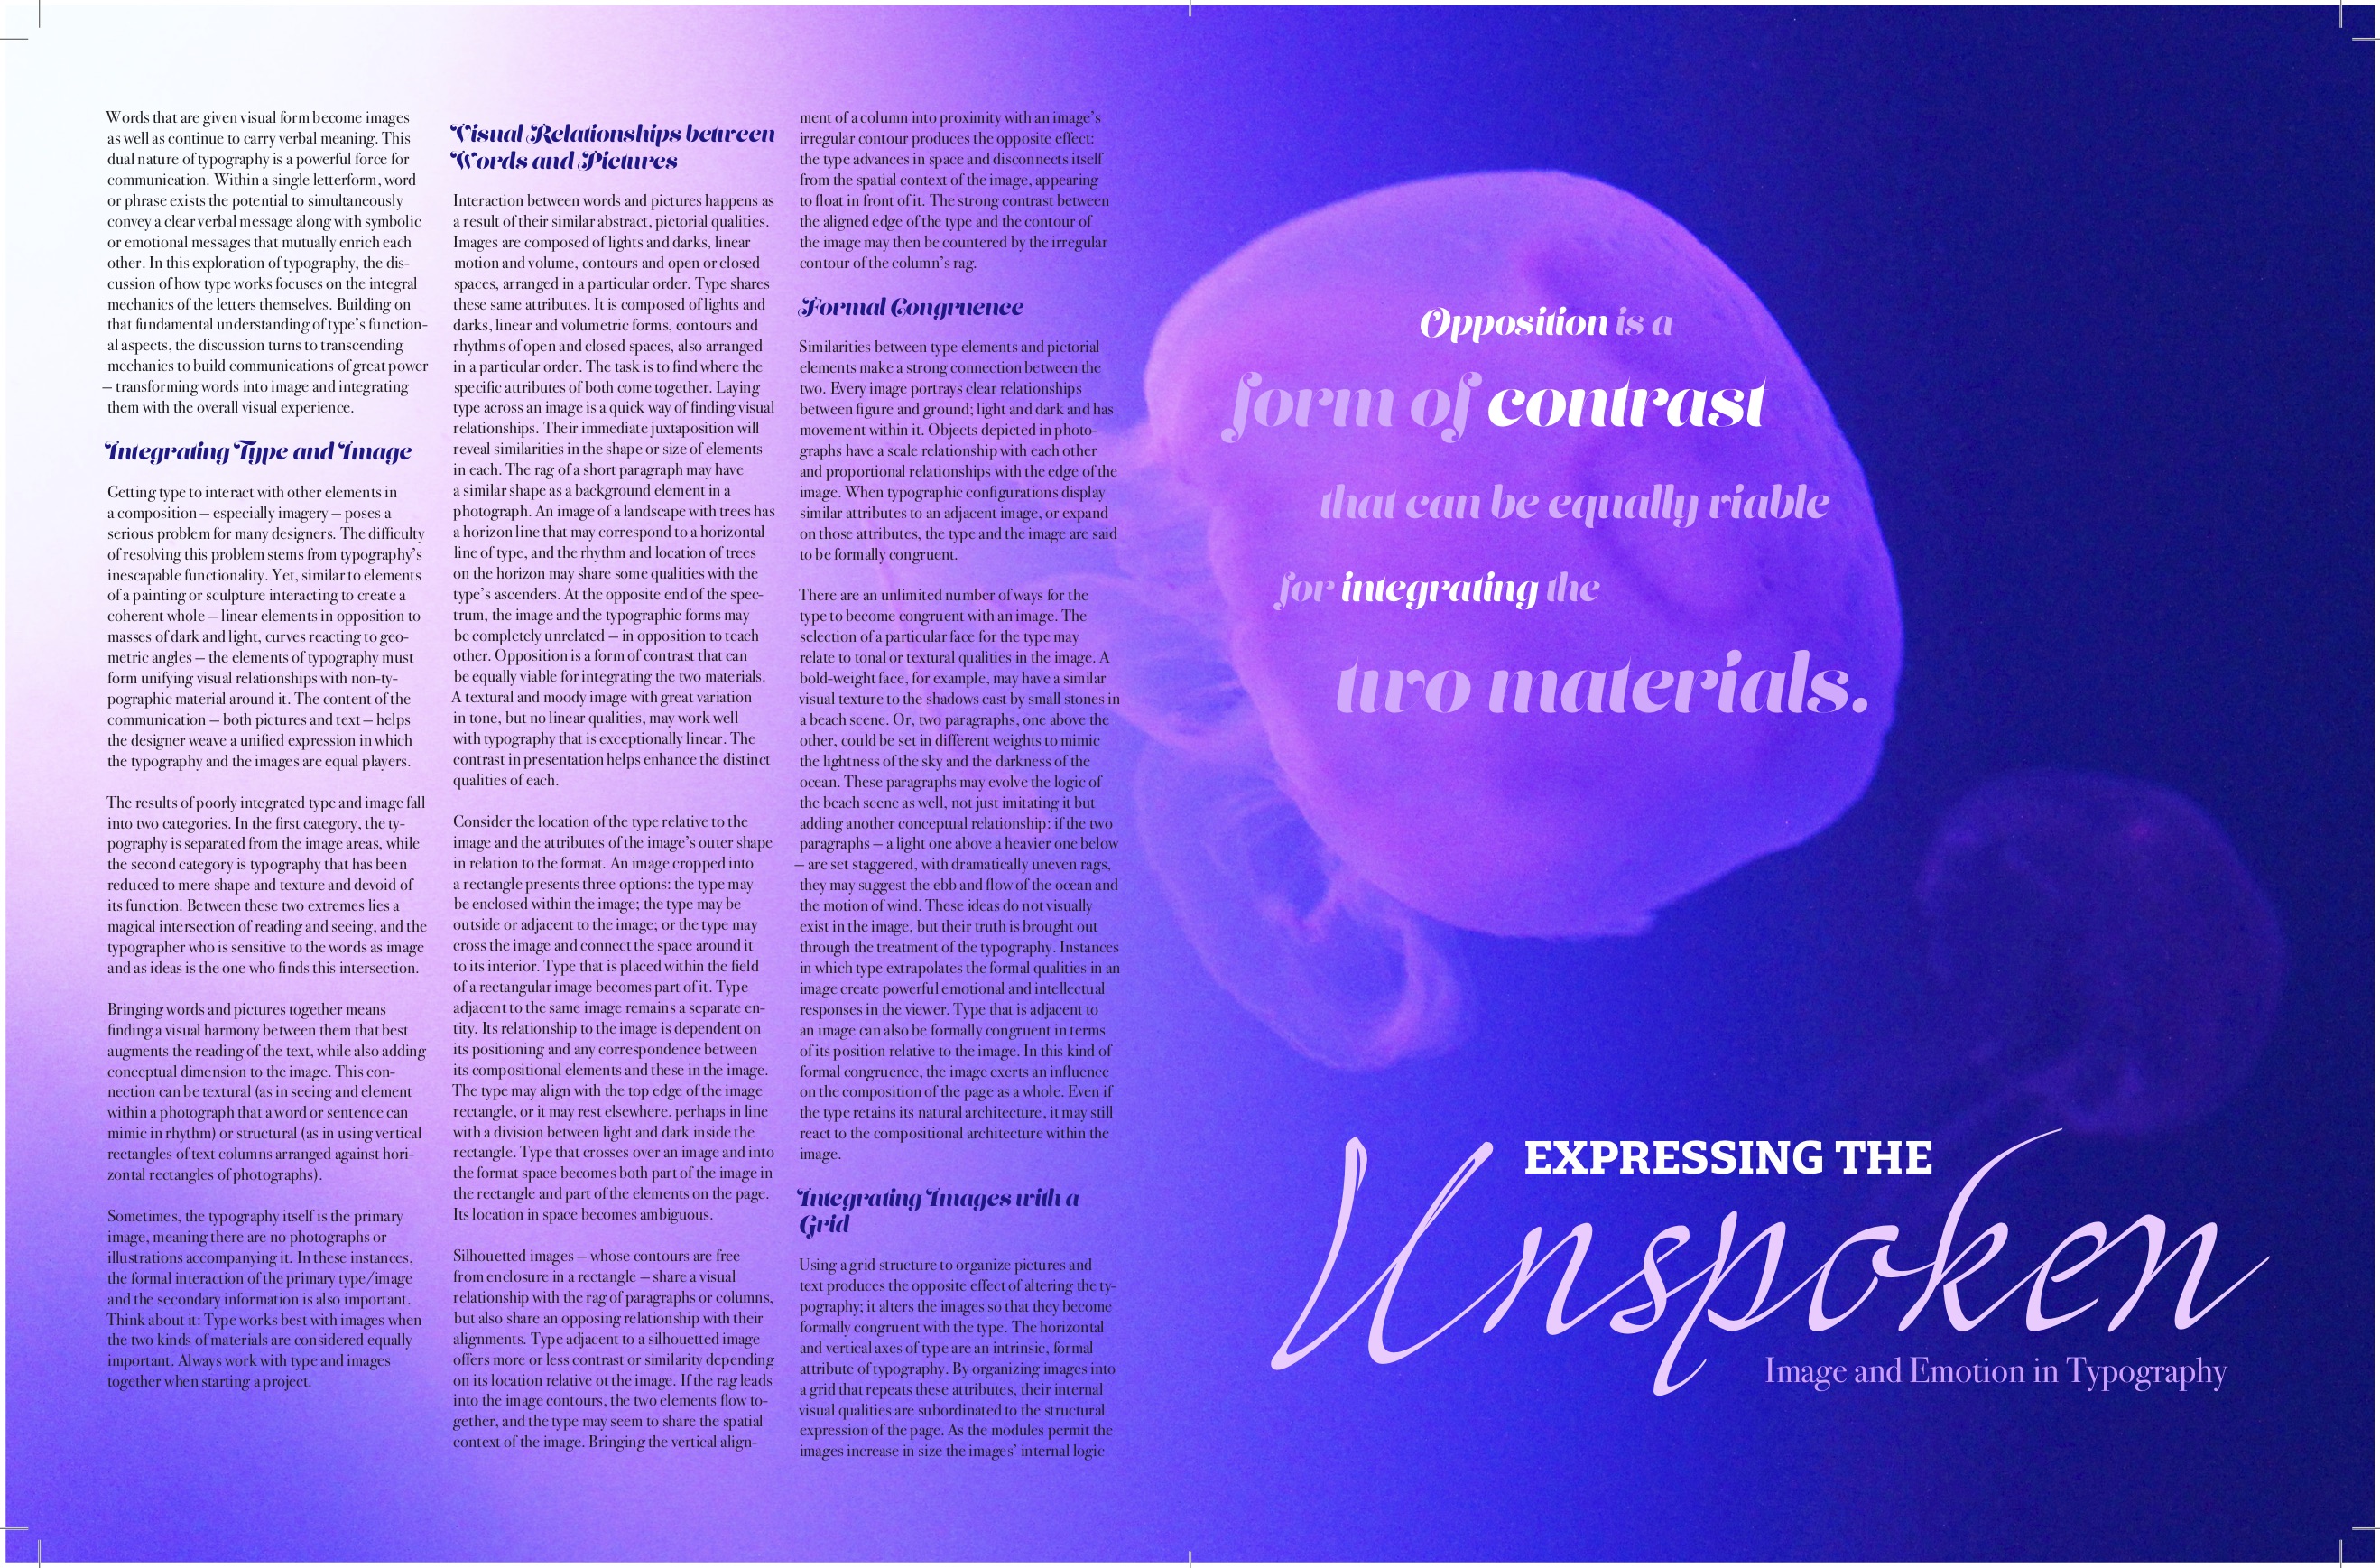 Words that are given visual form become images
as well as continue to carry verbal meaning. This
dual nature of typography is a powerful force for
communication. Within a single letterform, word
or phrase exists the potential to simultaneously
convey a clear verbal message along with symbolic
or emotional messages that mutually enrich each
other. In this exploration of typography, the dis-
cussion of how type works focuses on the integral
mechanics of the letters themselves. Building on
that fundamental understanding of type's function-
al aspects, the discussion turns to transcending
mechanics to build communications of great power
– transforming words into image and integrating
them with the overall visual experience.
Integrating Type and Image
Getting type to interact with other elements in
a composition – especially imagery – poses a
serious problem for many designers. The difficulty
of resolving this problem stems from typography's
inescapable functionality. Yet, similar to elements
of a painting or sculpture interacting to create a
coherent whole – linear elements in opposition to
masses of dark and light, curves reacting to geo-
metric angles – the elements of typography must
form unifying visual relationships with non-ty-
pographic material around it. The content of the
communication – both pictures and text – helps
the designer weave a unified expression in which
the typography and the images are equal players.
The results of poorly integrated type and image fall
into two categories. In the first category, the ty-
pography is separated from the image areas, while
the second category is typography that has been
reduced to mere shape and texture and devoid of
its function. Between these two extremes lies a
magical intersection of reading and seeing, and the
typographer who is sensitive to the words as image
and as ideas is the one who finds this intersection.
Bringing words and pictures together means
finding a visual harmony between them that best
augments the reading of the text, while also adding
conceptual dimension to the image. This con-
nection can be textural (as in seeing and element
within a photograph that a word or sentence can
mimic in rhythm) or structural (as in using vertical
rectangles of text columns arranged against hori-
zontal rectangles of photographs).
Sometimes, the typography itself is the primary
image, meaning there are no photographs or
illustrations accompanying it. In these instances,
the formal interaction of the primary type/image
and the secondary information is also important.
Think about it: Type works best with images when
the two kinds of materials are considered equally
important. Always work with type and images
together when starting a project.
Visual Relationships between
Words and Pictures
Interaction between words and pictures happens as
a result of their similar abstract, pictorial qualities.
Images are composed of lights and darks, linear
motion and volume, contours and open or closed
spaces, arranged in a particular order. Type shares
these same attributes. It is composed of lights and
darks, linear and volumetric forms, contours and
rhythms of open and closed spaces, also arranged
in a particular order. The task is to find where the
specific attributes of both come together. Laying
type across an image is a quick way of finding visual
relationships. Their immediate juxtaposition will
reveal similarities in the shape or size of elements
in each. The rag of a short paragraph may have
a similar shape as a background element in a
photograph. An image of a landscape with trees has
a horizon line that may correspond to a horizontal
line of type, and the rhythm and location of trees
on the horizon may share some qualities with the
type's ascenders. At the opposite end of the spec-
trum, the image and the typographic forms may
be completely unrelated – in opposition to teach
other. Opposition is a form of contrast that can
be equally viable for integrating the two materials.
A textural and moody image with great variation
in tone, but no linear qualities, may work well
with typography that is exceptionally linear. The
contrast in presentation helps enhance the distinct
qualities of each.
Consider the location of the type relative to the
image and the attributes of the image's outer shape
in relation to the format. An image cropped into
a rectangle presents three options: the type may
be enclosed within the image; the type may be
outside or adjacent to the image; or the type may
cross the image and connect the space around it
to its interior. Type that is placed within the field
of a rectangular image becomes part of it. Type
adjacent to the same image remains a separate en-
tity. Its relationship to the image is dependent on
its positioning and any correspondence between
its compositional elements and these in the image.
The type may align with the top edge of the image
rectangle, or it may rest elsewhere, perhaps in line
with a division between light and dark inside the
rectangle. Type that crosses over an image and into
the format space becomes both part of the image in
the rectangle and part of the elements on the page.
Its location in space becomes ambiguous.
Silhouetted images – whose contours are free
from enclosure in a rectangle – share a visual
relationship with the rag of paragraphs or columns,
but also share an opposing relationship with their
alignments. Type adjacent to a silhouetted image
offers more or less contrast or similarity depending
on its location relative ot the image. If the rag leads
into the image contours, the two elements flow to-
gether, and the type may seem to share the spatial
context of the image. Bringing the vertical align-
ment of a column into proximity with an image's
irregular contour produces the opposite effect:
the type advances in space and disconnects itself
from the spatial context of the image, appearing
to float in front of it. The strong contrast between
the aligned edge of the type and the contour of
the image may then be countered by the irregular
contour of the column's rag.
Formal Congruence
Similarities between type elements and pictorial
elements make a strong connection between the
two. Every image portrays clear relationships
between figure and ground; light and dark and has
movement within it. Objects depicted in photo-
graphs have a scale relationship with each other
and proportional relationships with the edge of the
image. When typographic configurations display
similar attributes to an adjacent image, or expand
on those attributes, the type and the image are said
to be formally congruent.
There are an unlimited number of ways for the
type to become congruent with an image. The
selection of a particular face for the type may
relate to tonal or textural qualities in the image. A
bold-weight face, for example, may have a similar
visual texture to the shadows cast by small stones in
a beach scene. Or, two paragraphs, one above the
other, could be set in different weights to mimic
the lightness of the sky and the darkness of the
ocean. These paragraphs may evolve the logic of
the beach scene as well, not just imitating it but
adding another conceptual relationship: if the two
paragraphs – a light one above a heavier one below
– are set staggered, with dramatically uneven rags,
they may suggest the ebb and flow of the ocean and
the motion of wind. These ideas do not visually
exist in the image, but their truth is brought out
through the treatment of the typography. Instances
in which type extrapolates the formal qualities in an
image create powerful emotional and intellectual
responses in the viewer. Type that is adjacent to
an image can also be formally congruent in terms
of its position relative to the image. In this kind of
formal congruence, the image exerts an influence
on the composition of the page as a whole. Even if
the type retains its natural architecture, it may still
react to the compositional architecture within the
image.
Integrating Images with a
Grid
Using a grid structure to organize pictures and
text produces the opposite effect of altering the ty-
pography; it alters the images so that they become
formally congruent with the type. The horizontal
and vertical axes of type are an intrinsic, formal
attribute of typography. By organizing images into
a grid that repeats these attributes, their internal
visual qualities are subordinated to the structural
expression of the page. As the modules permit the
images increase in size the images' internal logic
Opposition is a
form of contrast
that can be equally viable
for integrating the
two materials.
EXPRESSING THE
Unspoken
Image and Emotion in Typography